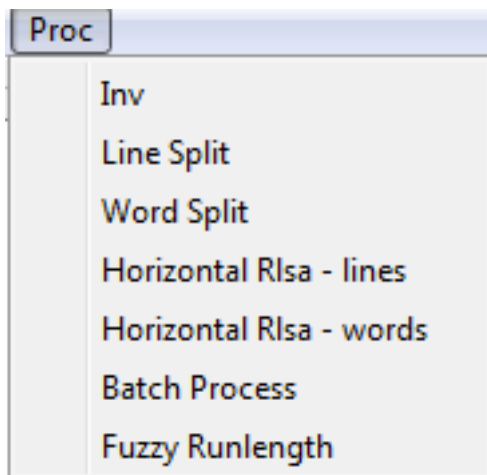 Proc
Inv
Line Split
Word Split
Horizontal Rlsa - lines
Horizontal Rlsa - words
Batch Process
Fuzzy Runlength